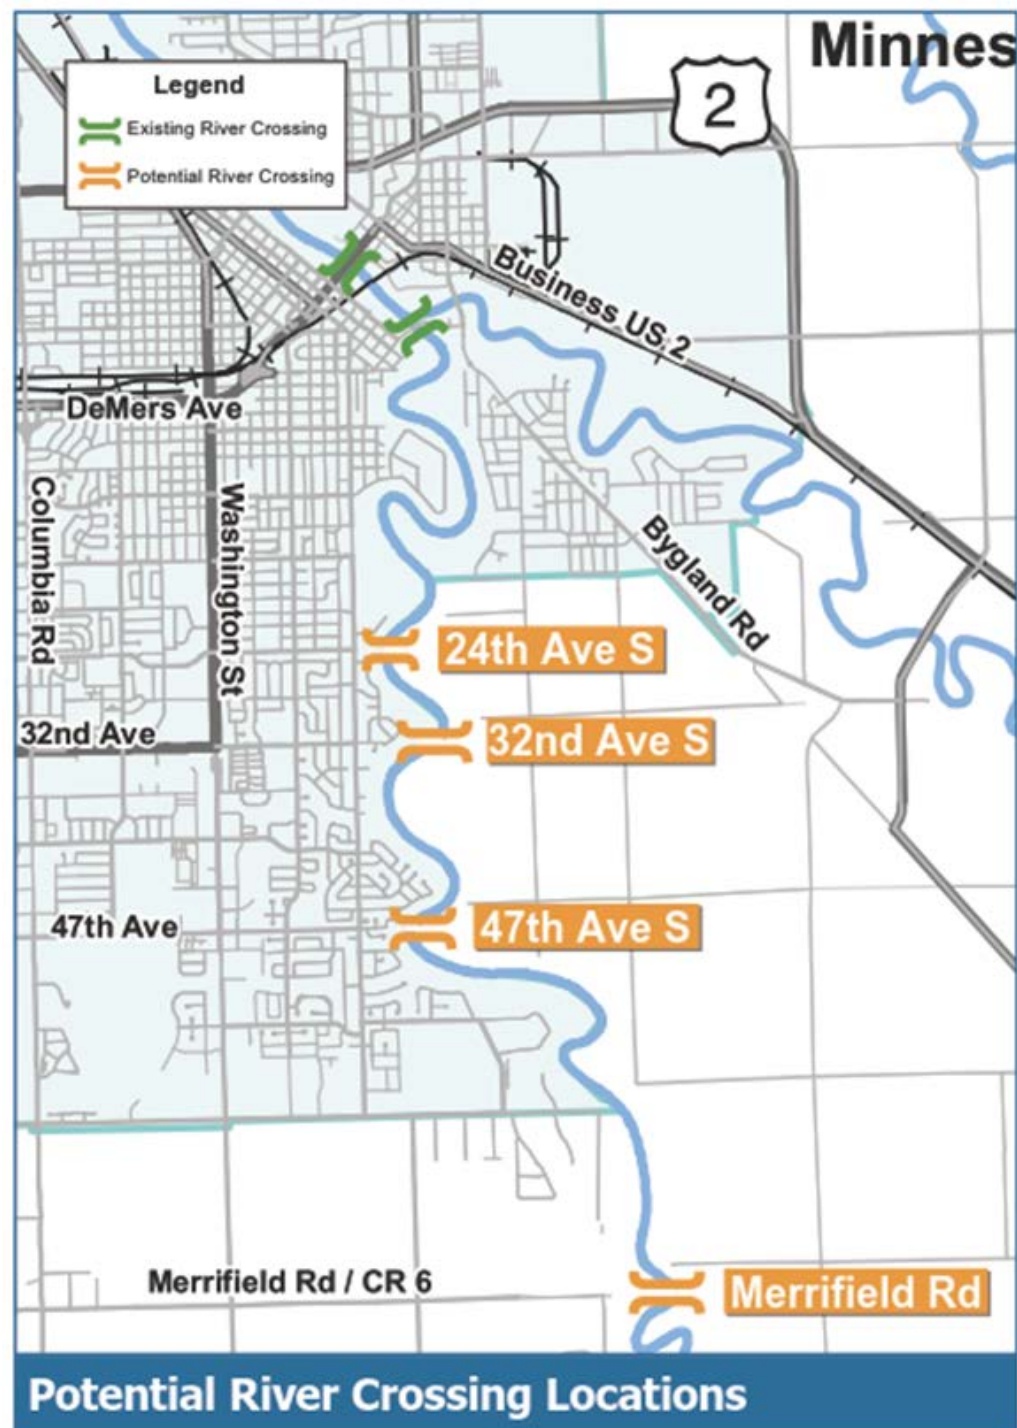 Minnes
Legend
Existing River Crossing
Potential River Crossing
2
Business US 2
DeMers Ave
Columbia Rd
Washington St
Bygland Rd
24th Ave S
32nd Ave
32nd Ave S
47th Ave
47th Ave S
Merrifield Rd / CR 6
Merrifield Rd
Potential River Crossing Locations